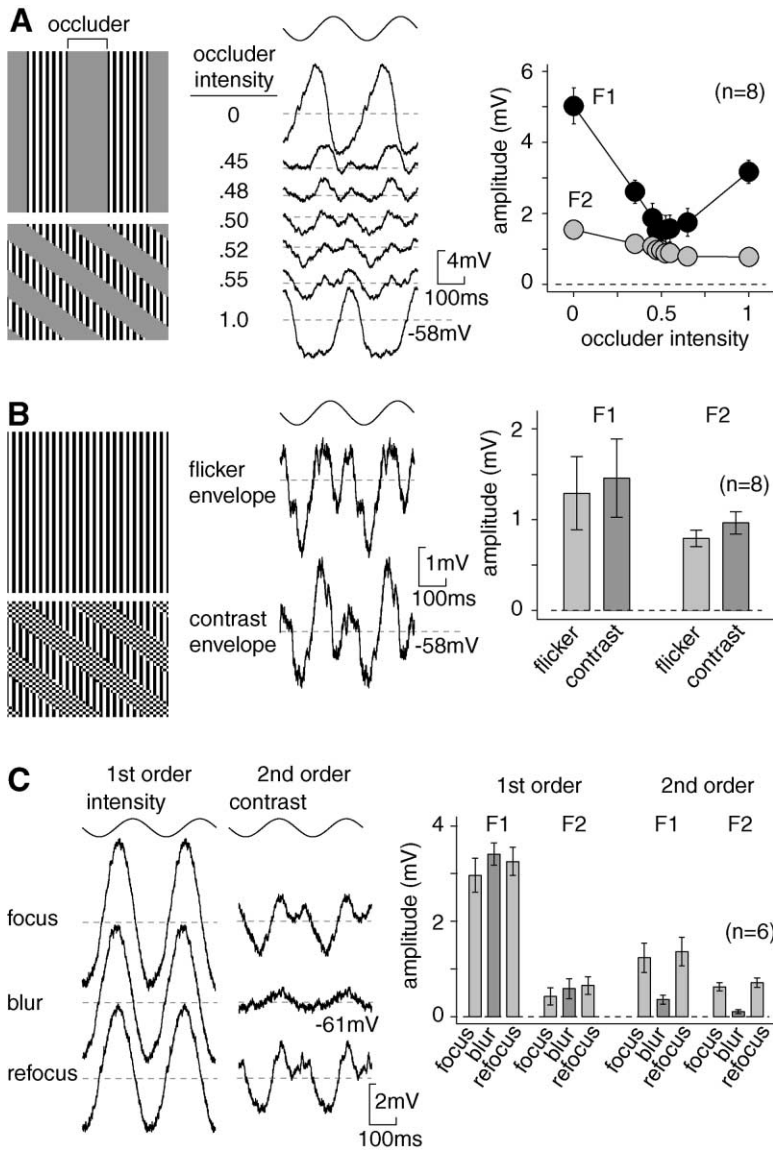 A
occluder
occluder
intensity
0
.45
.48
.50
.52
.55
1.0
4mV
100ms
-58mV
amplitude (mV)
6
4
2
0
F1
F2
(n=8)
0
0.5
1
occluder intensity
B
flicker
envelope
contrast
envelope
1mV
100ms
-58mV
amplitude (mV)
2
1
0
F1
F2
(n=8)
flicker
contrast
flicker
contrast
C
1st order
intensity
2nd order
contrast
focus
blur
refocus
-61mV
2mV
100ms
1st order
2nd order
amplitude (mV)
4
2
0
F1
F2
F1
F2
(n=6)
focus
blur
refocus
focus
blur
refocus
focus
blur
refocus
focus
blur
refocus